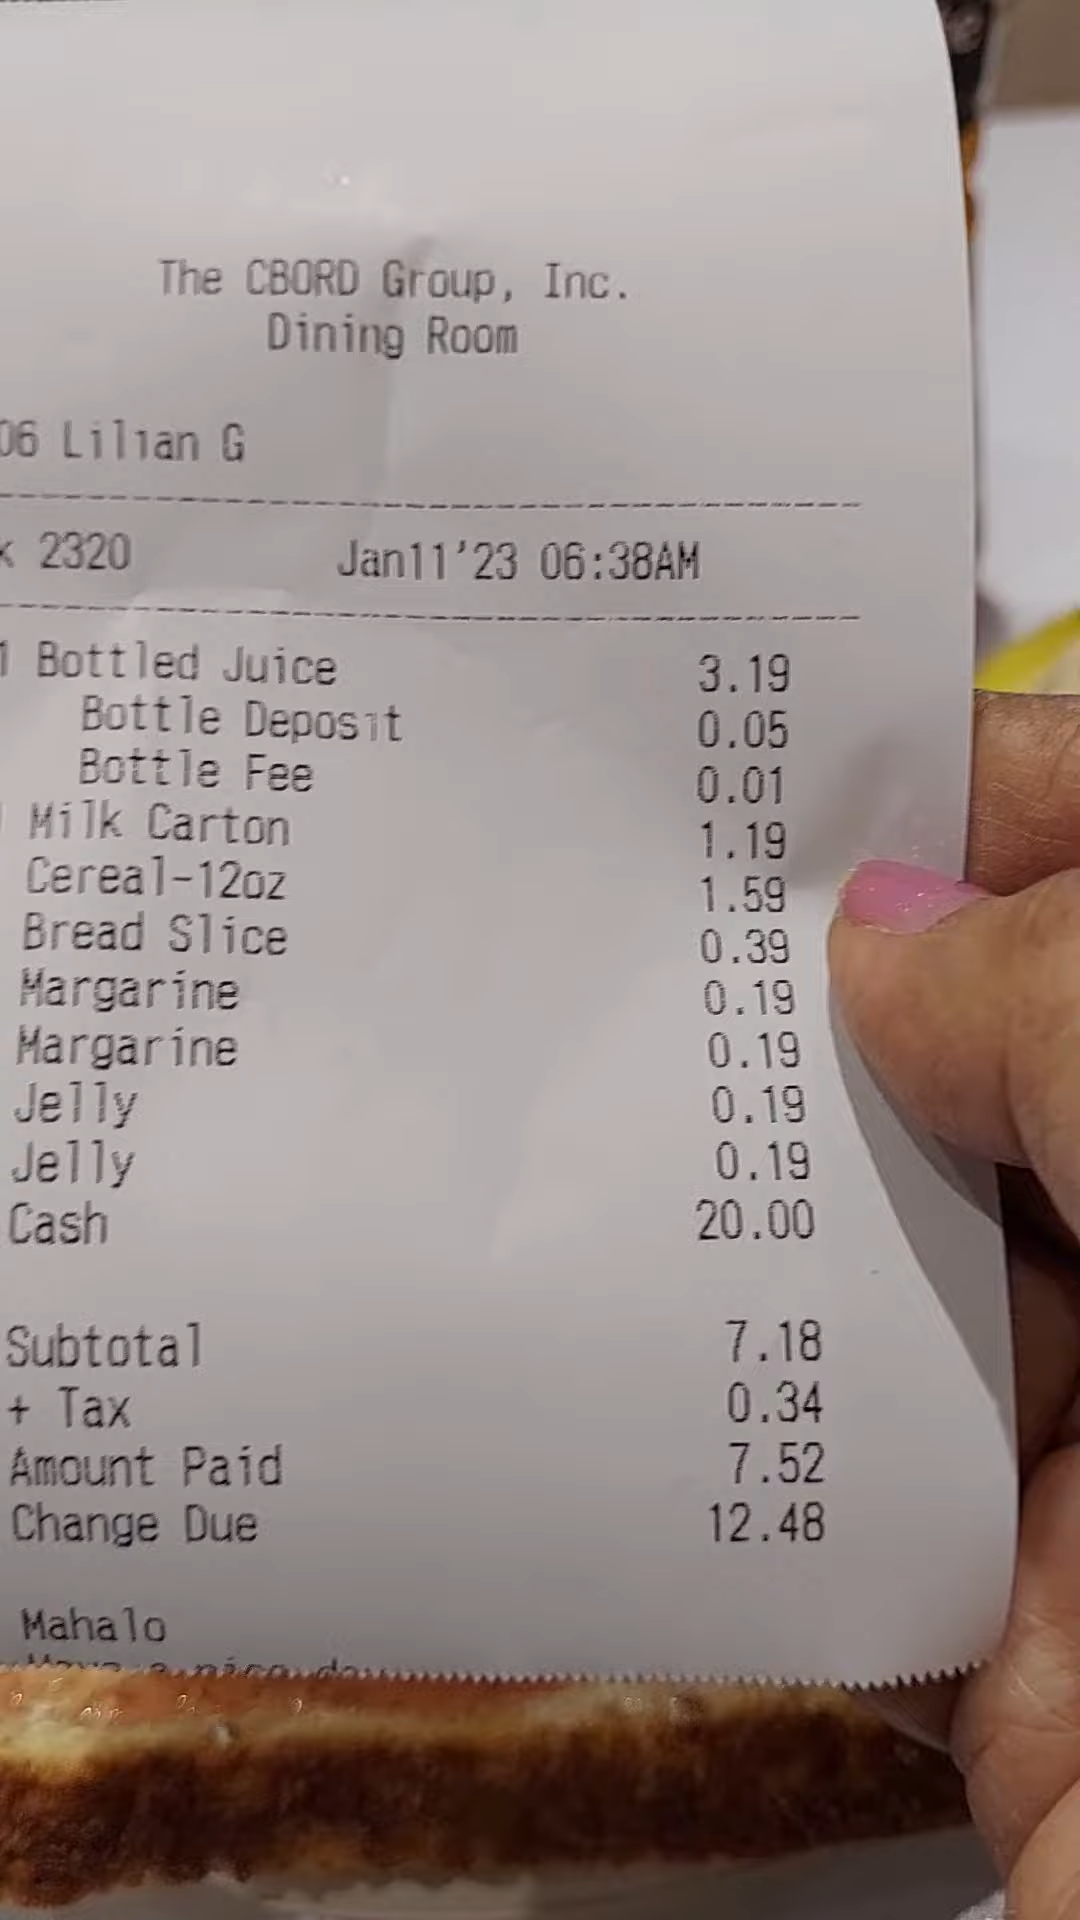 The CBORD Group, Inc.
Dining Room
06 Lilian G
2320 Jan11'23 06:38AM
1 Bottled Juice 3.19
Bottle Deposit 0.05
Bottle Fee 0.01
Milk Carton 1.19
Cereal-12oz 1.59
Bread Slice 0.39
Margarine 0.19
Margarine 0.19
Jelly 0.19
Jelly 0.19
Cash 20.00
Subtotal 7.18
+ Tax 0.34
Amount Paid 7.52
Change Due 12.48
Mahalo